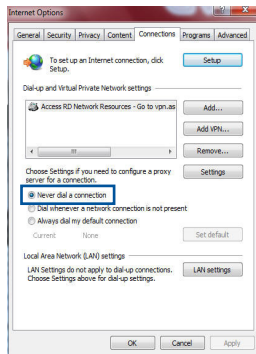 Internet Options
General Security Privacy Content Connections Programs Advanced
To set up an Internet connection, click Setup.
Setup
Dial-up and Virtual Private Network settings
Access RD Network Resources - Go to vpn.as
Add...
Add VPN...
Remove...
Choose Settings if you need to configure a proxy
server for a connection.
Settings
Never dial a connection
Dial whenever a network connection is not present
Always dial my default connection
Current None
Set default
Local Area Network (LAN) settings
LAN Settings do not apply to dial-up connections.
Choose Settings above for dial-up settings.
LAN settings
OK Cancel Apply